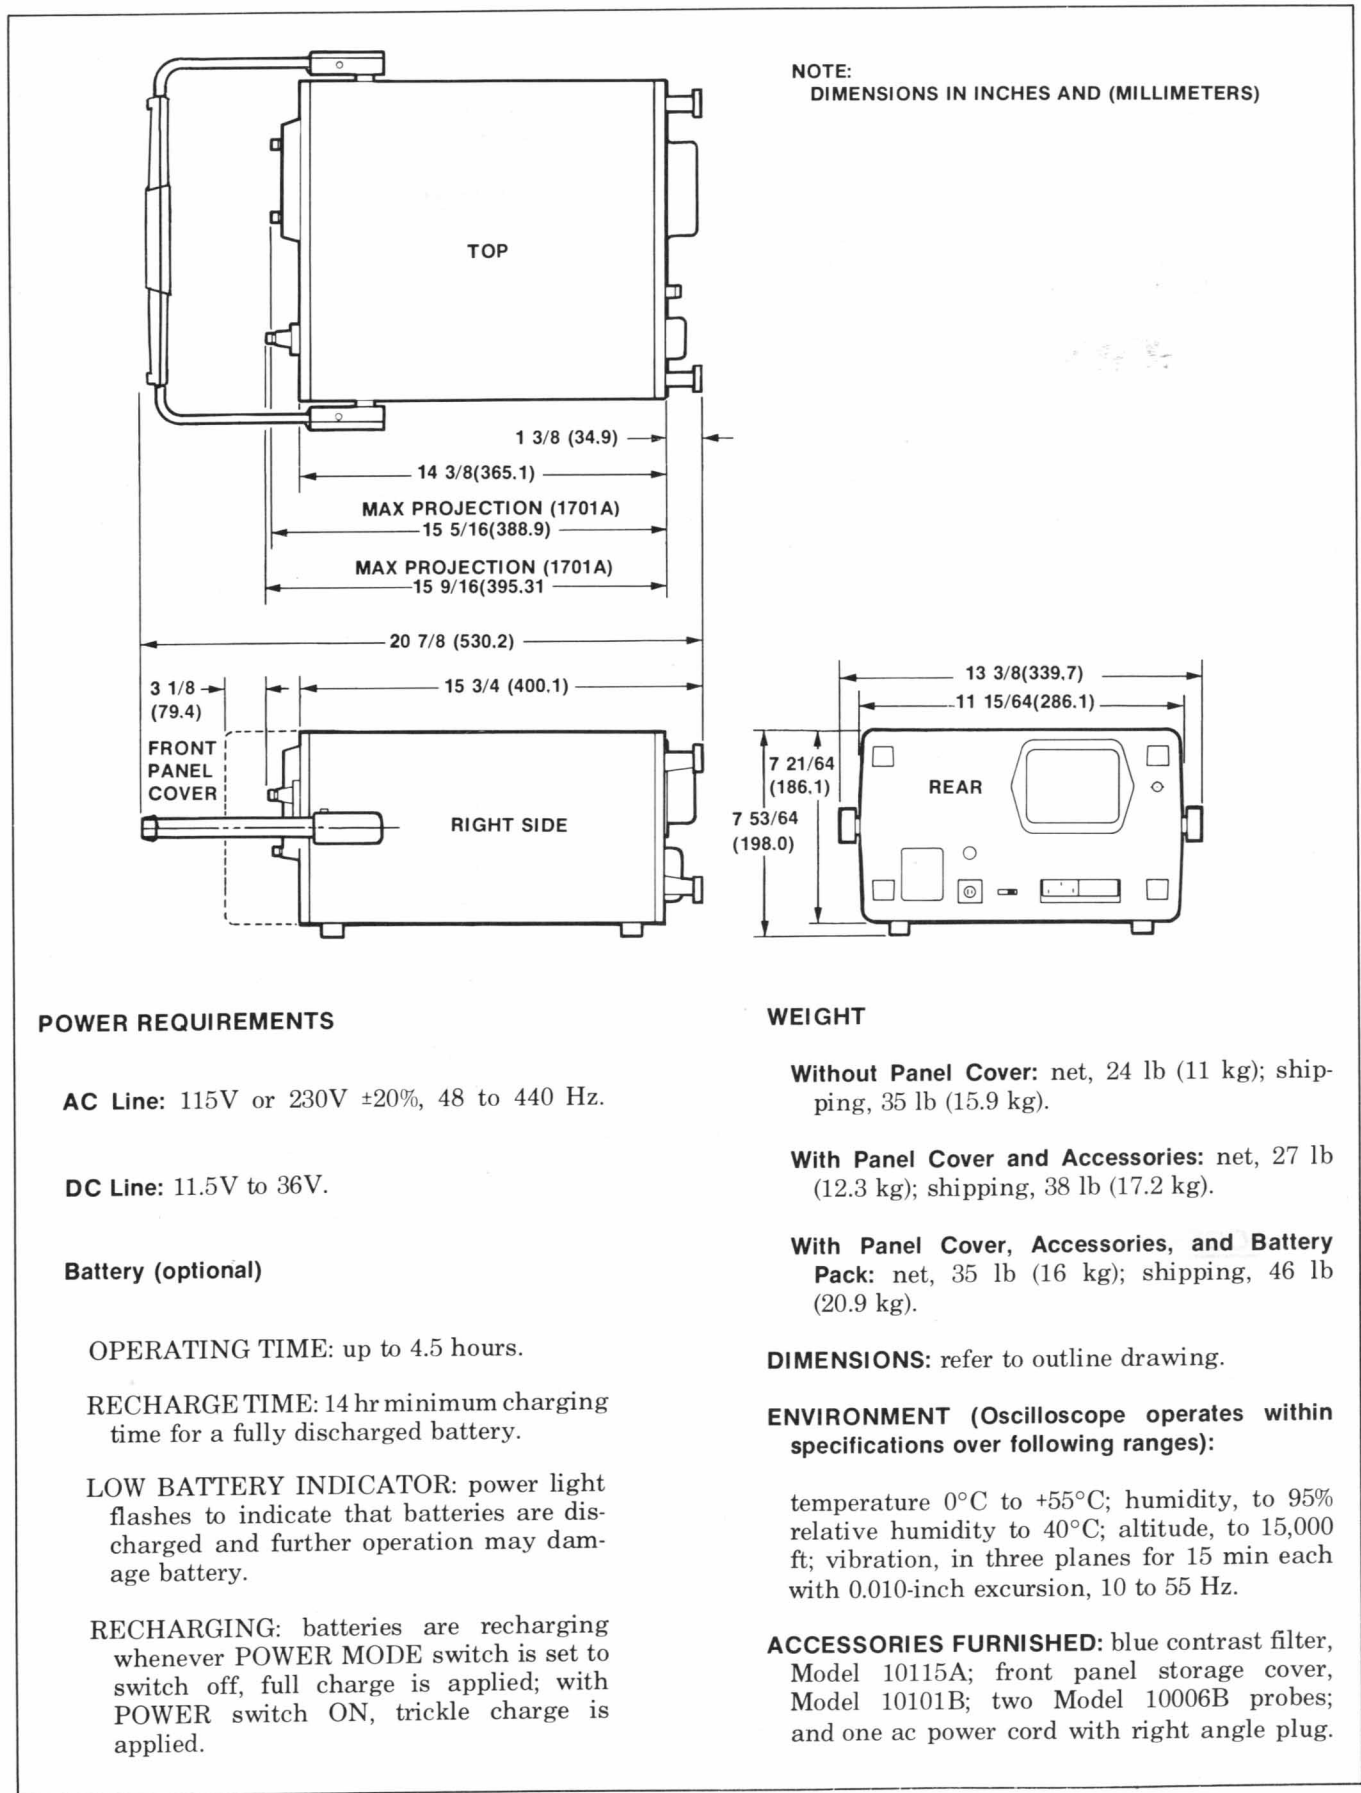 NOTE:
DIMENSIONS IN INCHES AND (MILLIMETERS)
TOP
1 3/8 (34.9)
14 3/8(365.1)
MAX PROJECTION (1701A)
15 5/16(388.9)
MAX PROJECTION (1701A)
15 9/16(395.31
20 7/8 (530.2)
3 1/8
(79.4)
15 3/4 (400.1)
FRONT
PANEL
COVER
RIGHT SIDE
13 3/8(339.7)
11 15/64(286.1)
7 21/64
(186.1)
7 53/64
(198.0)
REAR
POWER REQUIREMENTS
AC Line: 115V or 230V ±20%, 48 to 440 Hz.
DC Line: 11.5V to 36V.
Battery (optional)
OPERATING TIME: up to 4.5 hours.
RECHARGE TIME: 14 hr minimum charging
time for a fully discharged battery.
LOW BATTERY INDICATOR: power light
flashes to indicate that batteries are dis-
charged and further operation may dam-
age battery.
RECHARGING: batteries are recharging
whenever POWER MODE switch is set to
switch off, full charge is applied; with
POWER switch ON, trickle charge is
applied.
WEIGHT
Without Panel Cover: net, 24 lb (11 kg); ship-
ping, 35 lb (15.9 kg).
With Panel Cover and Accessories: net, 27 lb
(12.3 kg); shipping, 38 lb (17.2 kg).
With Panel Cover, Accessories, and Battery
Pack: net, 35 lb (16 kg); shipping, 46 lb
(20.9 kg).
DIMENSIONS: refer to outline drawing.
ENVIRONMENT (Oscilloscope operates within
specifications over following ranges):
temperature 0°C to +55°C; humidity, to 95%
relative humidity to 40°C; altitude, to 15,000
ft; vibration, in three planes for 15 min each
with 0.010-inch excursion, 10 to 55 Hz.
ACCESSORIES FURNISHED: blue contrast filter,
Model 10115A; front panel storage cover,
Model 10101B; two Model 10006B probes;
and one ac power cord with right angle plug.